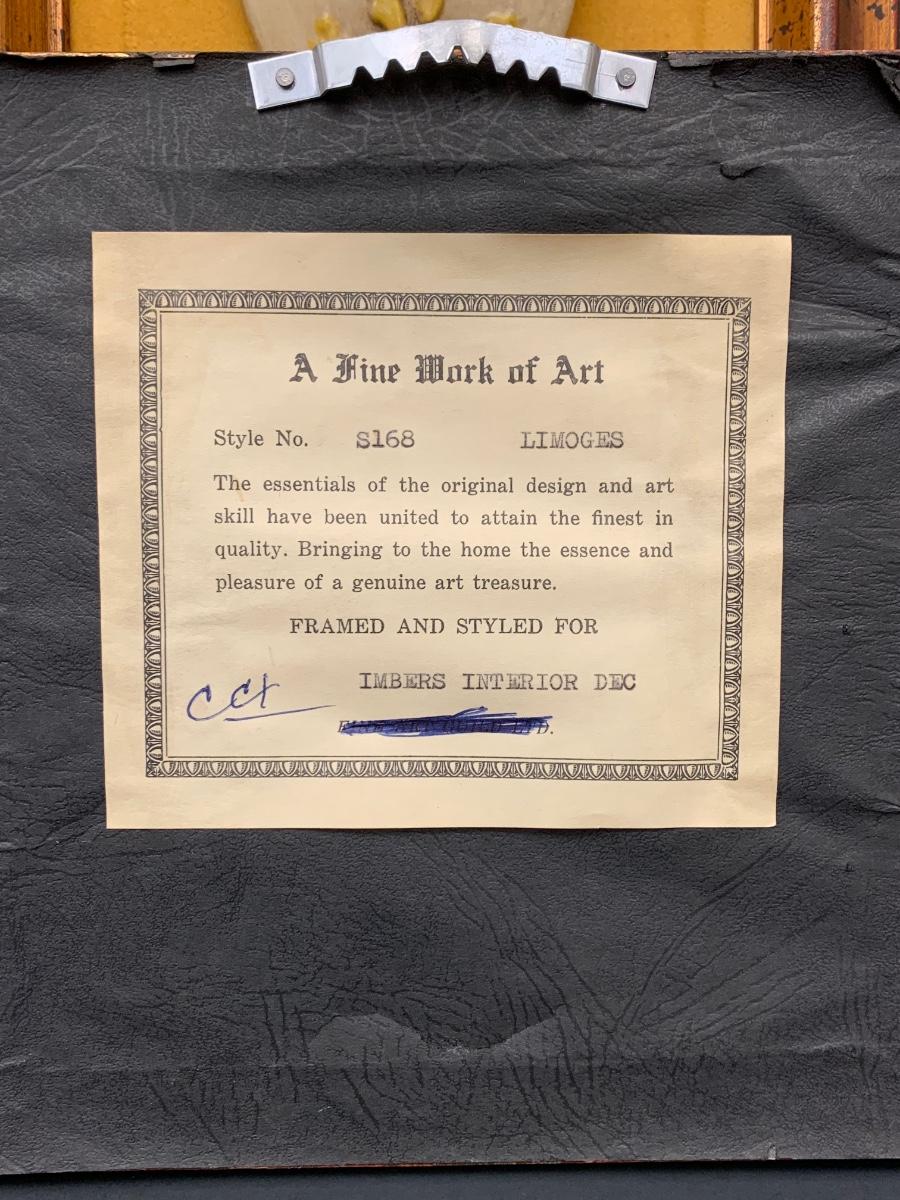 A Fine Work of Art
Style No. S168 LIMOGES
The essentials of the original design and art
skill have been united to attain the finest in
quality. Bringing to the home the essence and
pleasure of a genuine art treasure.
FRAMED AND STYLED FOR
IMBERS INTERIOR DEC